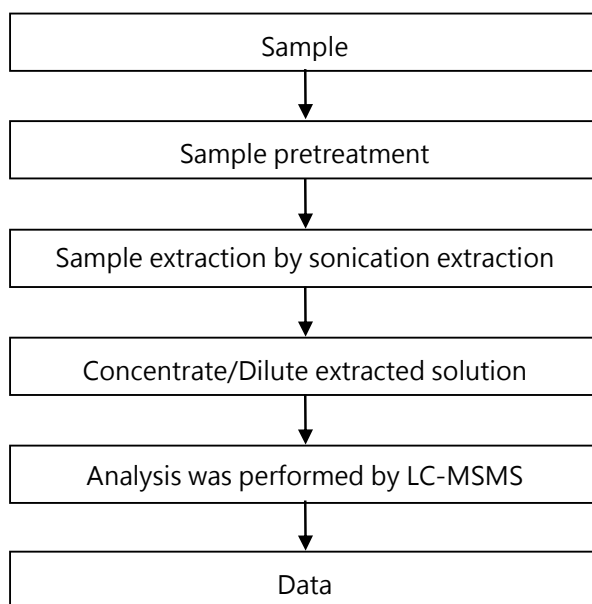 Sample
Sample pretreatment
Sample extraction by sonication extraction
Concentrate/Dilute extracted solution
Analysis was performed by LC-MSMS
Data